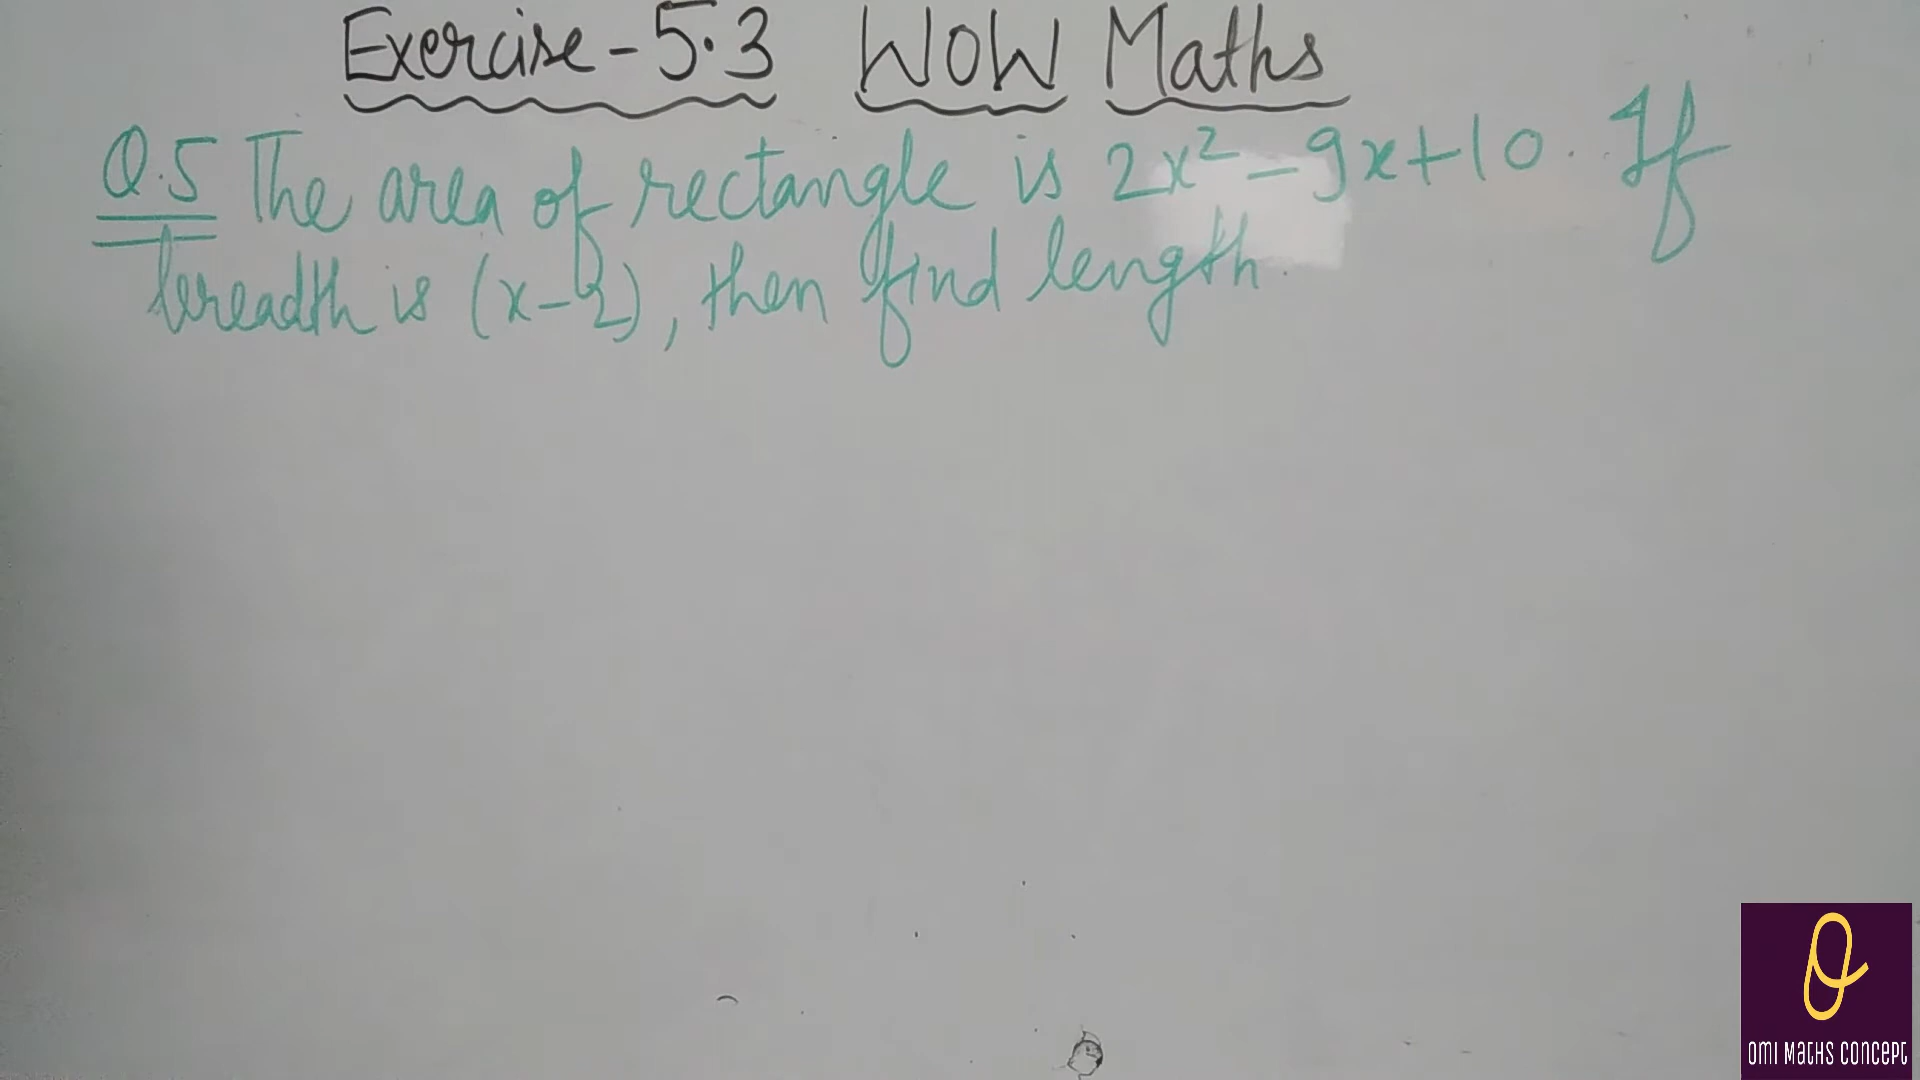 Exercise-5.3 WOW Maths
Q.5 The area of rectangle is 2x²-9x+10. If
breadth is (x-2), then find length.
OMI MATHS CONCEPT